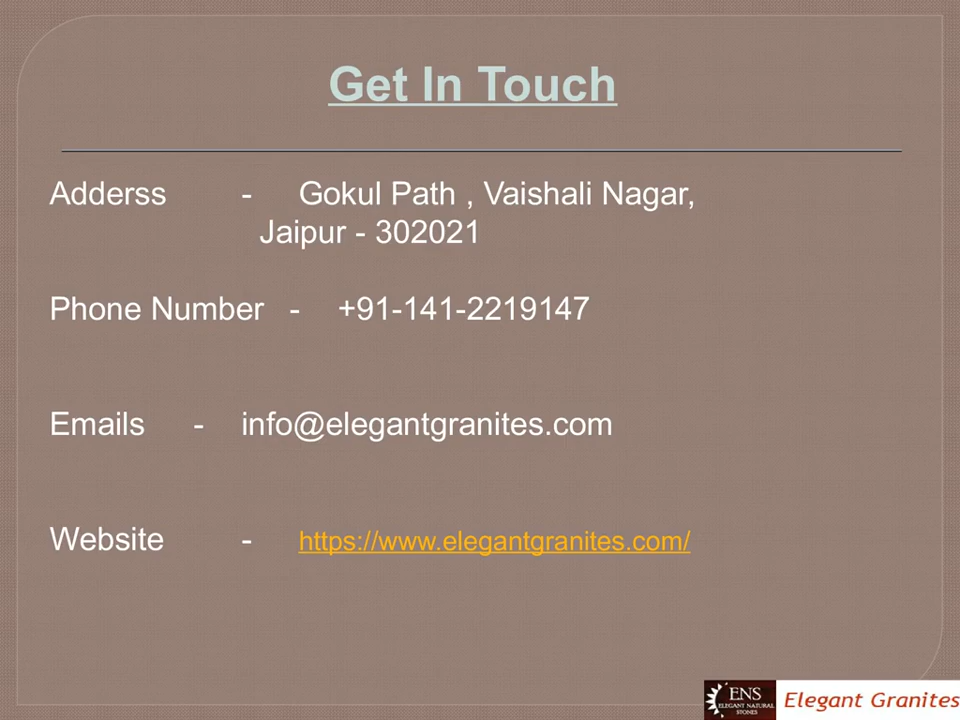 Get In Touch
Adderss - Gokul Path , Vaishali Nagar,
Jaipur - 302021
Phone Number - +91-141-2219147
Emails - info@elegantgranites.com
Website - https://www.elegantgranites.com/
ENS
ELEGANT NATURAL
STONES
Elegant Granites